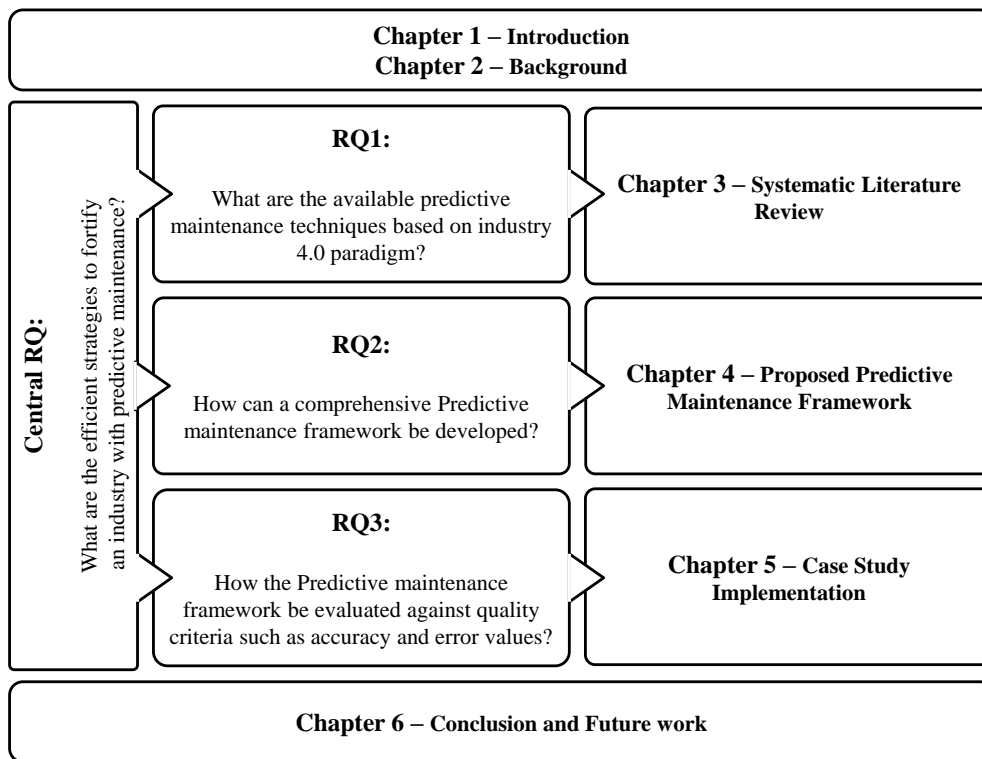 Chapter 1 – Introduction
Chapter 2 – Background
Central RQ:
What are the efficient strategies to fortify
an industry with predictive maintenance?
RQ1:
What are the available predictive
maintenance techniques based on industry
4.0 paradigm?
Chapter 3 – Systematic Literature
Review
RQ2:
How can a comprehensive Predictive
maintenance framework be developed?
Chapter 4 – Proposed Predictive
Maintenance Framework
RQ3:
How the Predictive maintenance
framework be evaluated against quality
criteria such as accuracy and error values?
Chapter 5 – Case Study
Implementation
Chapter 6 – Conclusion and Future work